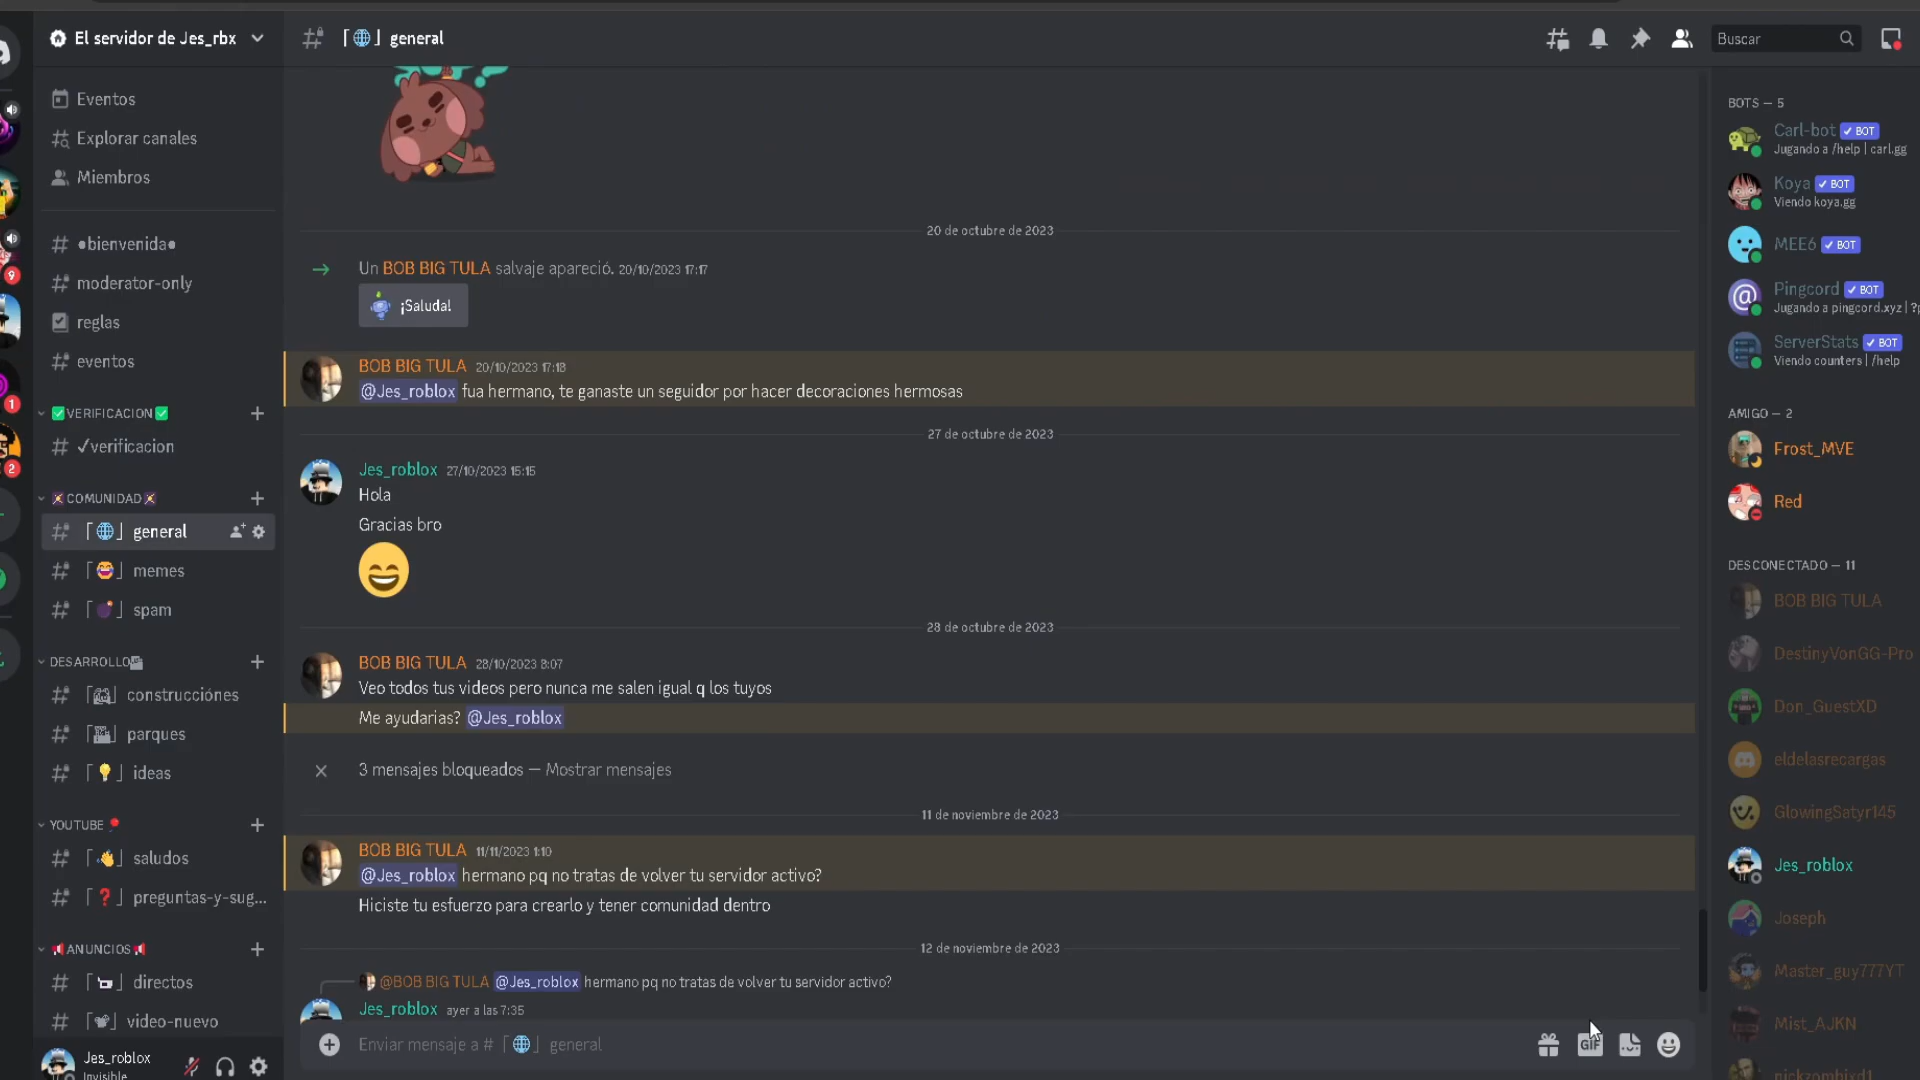 El servidor de Jes_rbx
Eventos
Explorar canales
Miembros
•bienvenida•
moderator-only
reglas
eventos
✅VERIFICACION✅
✓verificacion
COMUNIDAD
「🌐」 general
「😂」 memes
「💣」 spam
DESARROLLO
「」 construcciónes
「」 parques
「💡」 ideas
YOUTUBE
「👋」 saludos
「❓」 preguntas-y-sug...
📢ANUNCIOS📢
「」 directos
「」 video-nuevo
Jes_roblox
Invisible
「🌐」 general
Buscar
20 de octubre de 2023
Un BOB BIG TULA salvaje apareció. 20/10/2023 17:17
¡Saluda!
BOB BIG TULA 20/10/2023 17:18
@Jes_roblox fua hermano, te ganaste un seguidor por hacer decoraciones hermosas
27 de octubre de 2023
Jes_roblox 27/10/2023 15:15
Hola
Gracias bro
😄
28 de octubre de 2023
BOB BIG TULA 28/10/2023 8:07
Veo todos tus videos pero nunca me salen igual q los tuyos
Me ayudarias? @Jes_roblox
3 mensajes bloqueados — Mostrar mensajes
11 de noviembre de 2023
BOB BIG TULA 11/11/2023 1:10
@Jes_roblox hermano pq no tratas de volver tu servidor activo?
Hiciste tu esfuerzo para crearlo y tener comunidad dentro
12 de noviembre de 2023
@BOB BIG TULA @Jes_roblox hermano pq no tratas de volver tu servidor activo?
Jes_roblox ayer a las 7:35
Enviar mensaje a # 「🌐」 general
GIF
BOTS — 5
Carl-bot ✓ BOT
Jugando a /help | carl.gg
Koya ✓ BOT
Viendo koya.gg
MEE6 ✓ BOT
Pingcord ✓ BOT
Jugando a pingcord.xyz | ?
ServerStats ✓ BOT
Viendo counters | /help
AMIGO — 2
Frost_MVE
Red
DESCONECTADO — 11
BOB BIG TULA
DestinyVonGG-Pro
Don_GuestXD
eldelasrecargas
GlowingSatyr145
Jes_roblox
Joseph
Master_guy777YT
Mist_AJKN
nickzombixd1
9
1
2